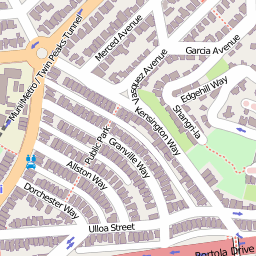 Merced Avenue
Garcia Avenue
Muni Metro / Twin Peaks Tunnel
Vasquez Avenue
Edgehill Way
Shangri-la
Kensington Way
Public Park
Granville Way
Allston Way
Dorchester Way
Ulloa Street
Portola Drive